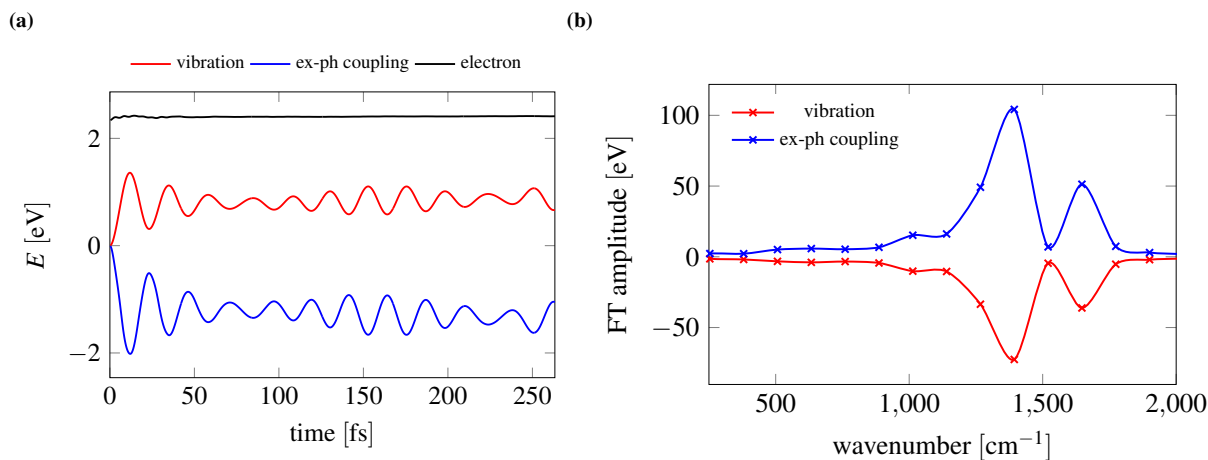 (a)
vibration ex-ph coupling electron
2
0
−2
E [eV]
0 50 100 150 200 250
time [fs]
(b)
vibration
ex-ph coupling
100
50
0
−50
FT amplitude [eV]
500 1,000 1,500 2,000
wavenumber [cm⁻¹]